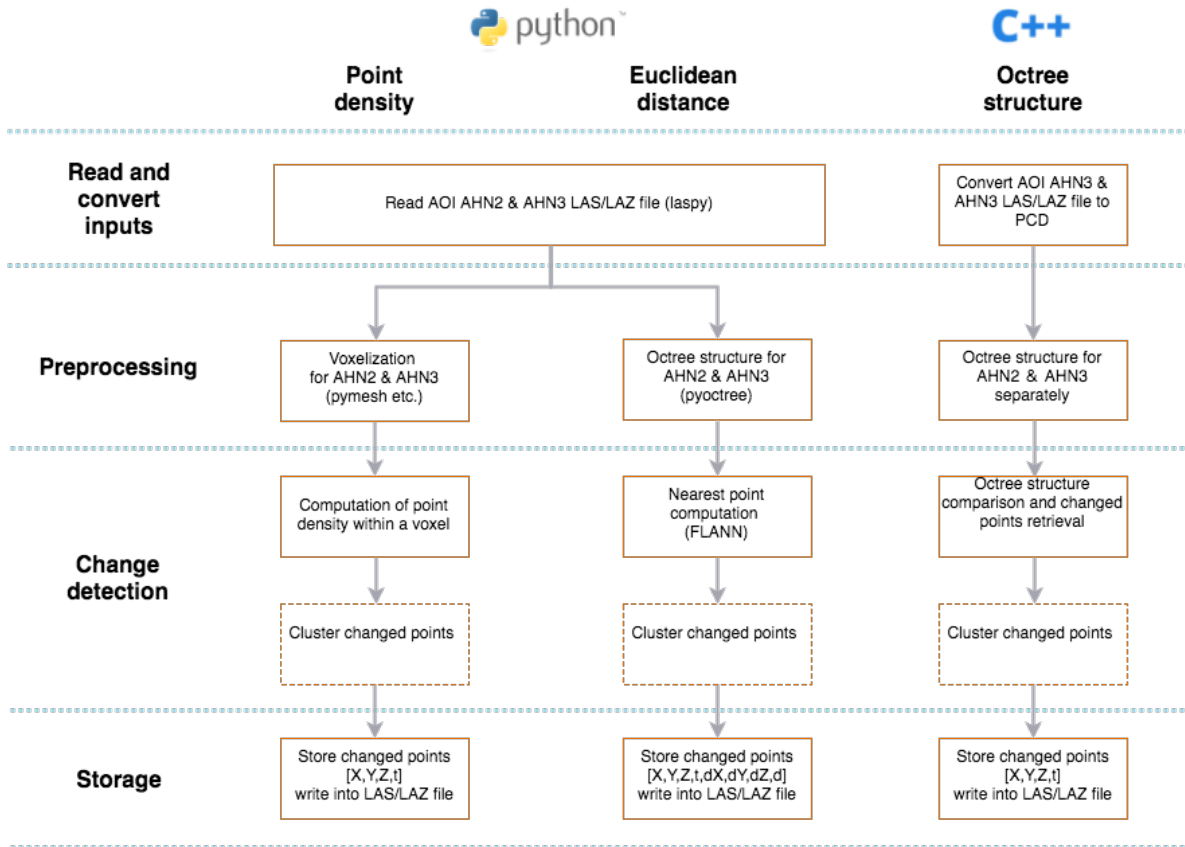 python™
C++
Point
density
Euclidean
distance
Octree
structure
Read and
convert
inputs
Read AOI AHN2 & AHN3 LAS/LAZ file (laspy)
Convert AOI AHN3 &
AHN3 LAS/LAZ file to
PCD
Preprocessing
Voxelization
for AHN2 & AHN3
(pymesh etc.)
Octree structure for
AHN2 & AHN3
(pyoctree)
Octree structure for
AHN2 & AHN3
separately
Change
detection
Computation of point
density within a voxel
Nearest point
computation
(FLANN)
Octree structure
comparison and changed
points retrieval
Cluster changed points
Cluster changed points
Cluster changed points
Storage
Store changed points
[X,Y,Z,t]
write into LAS/LAZ file
Store changed points
[X,Y,Z,t,dX,dY,dZ,d]
write into LAS/LAZ file
Store changed points
[X,Y,Z,t]
write into LAS/LAZ file